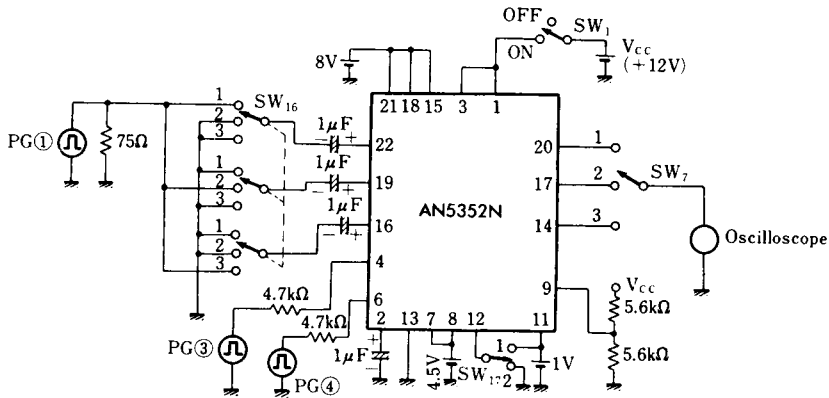 OFF
SW1
ON
VCC
(+12V)
8V
21 18 15 3 1
1 SW16
2
3
1μF
− +
22
20 1
PG① 75Ω
1
2
3
1μF
− +
19
17 2 SW7
1
2
3
1μF
− +
16
AN5352N
14 3
Oscilloscope
4
4.7kΩ
6
9
VCC
5.6kΩ
4.7kΩ
2 13 7 8 12 11
PG③
1μF
+
−
4.5V
1
SW17 2
1V
5.6kΩ
PG④